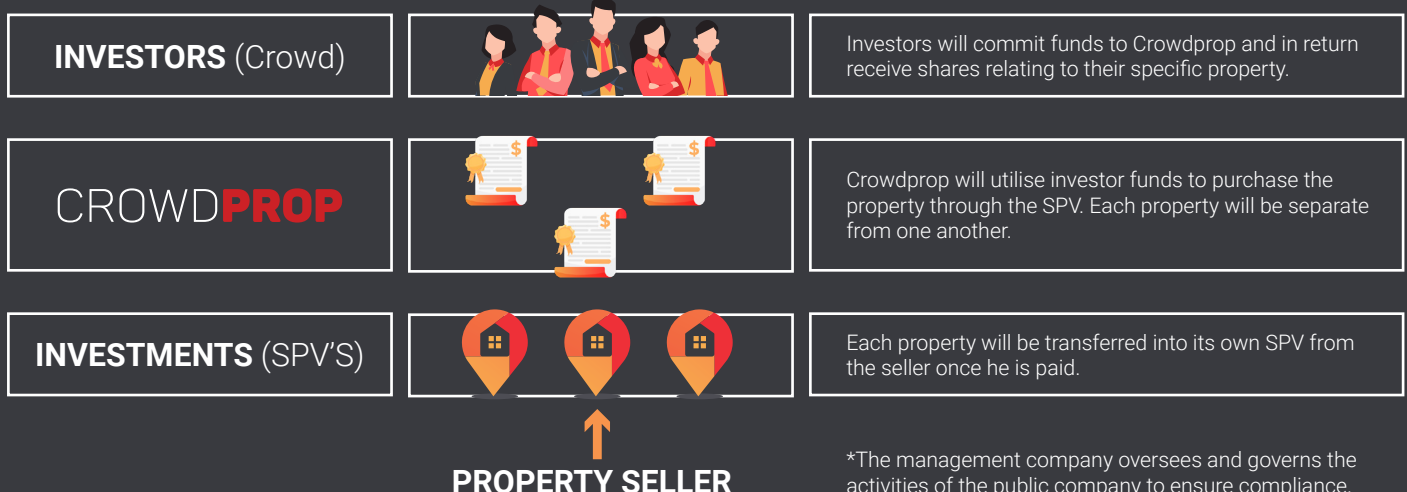 INVESTORS (Crowd)
Investors will commit funds to Crowdprop and in return
receive shares relating to their specific property.
$
$
$
CROWDPROP
Crowdprop will utilise investor funds to purchase the
property through the SPV. Each property will be separate
from one another.
INVESTMENTS (SPV'S)
Each property will be transferred into its own SPV from
the seller once he is paid.
PROPERTY SELLER
*The management company oversees and governs the
activities of the public company to ensure compliance.